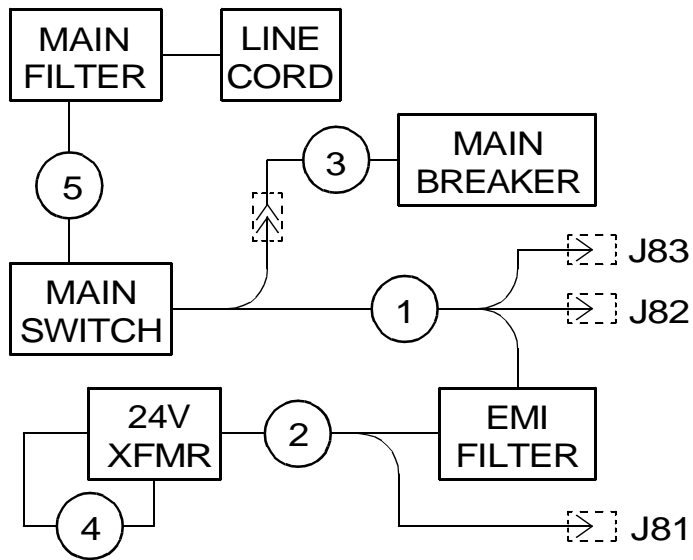 MAIN
FILTER
LINE
CORD
3
MAIN
BREAKER
5
J83
MAIN
SWITCH
1
J82
24V
XFMR
2
EMI
FILTER
4
J81